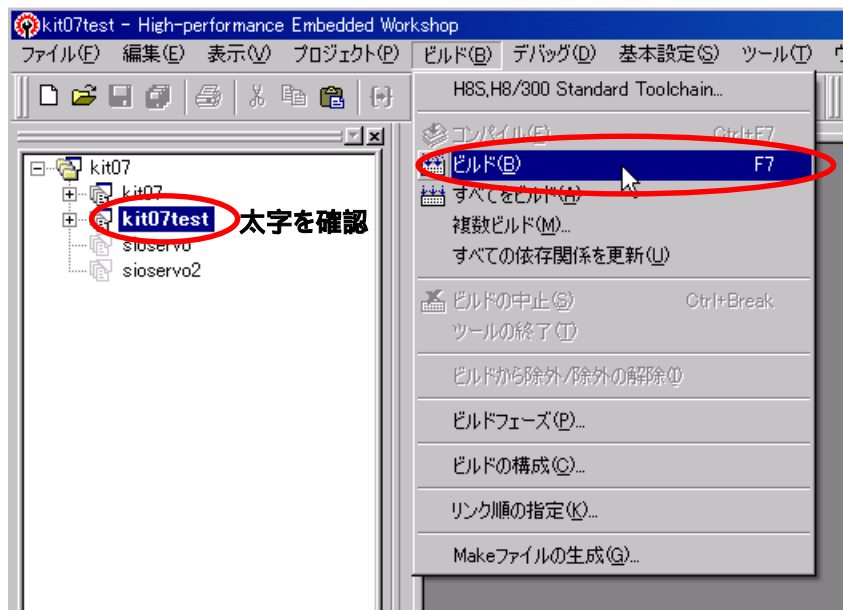 kit07test - High-performance Embedded Workshop
ファイル(F) 編集(E) 表示(V) プロジェクト(P) ビルド(B) デバッグ(D) 基本設定(S) ツール(T)
H8S,H8/300 Standard Toolchain...
コンパイル(F) Ctrl+F7
ビルド(B) F7
すべてをビルド(A)
複数ビルド(M)...
すべての依存関係を更新(U)
ビルドの中止(S) Ctrl+Break
ツールの終了(T)
ビルドから除外/除外の解除(I)
ビルドフェーズ(P)...
ビルドの構成(C)...
リンク順の指定(K)...
Makeファイルの生成(G)...
kit07
kit07
kit07test 太字を確認
sioservo
sioservo2